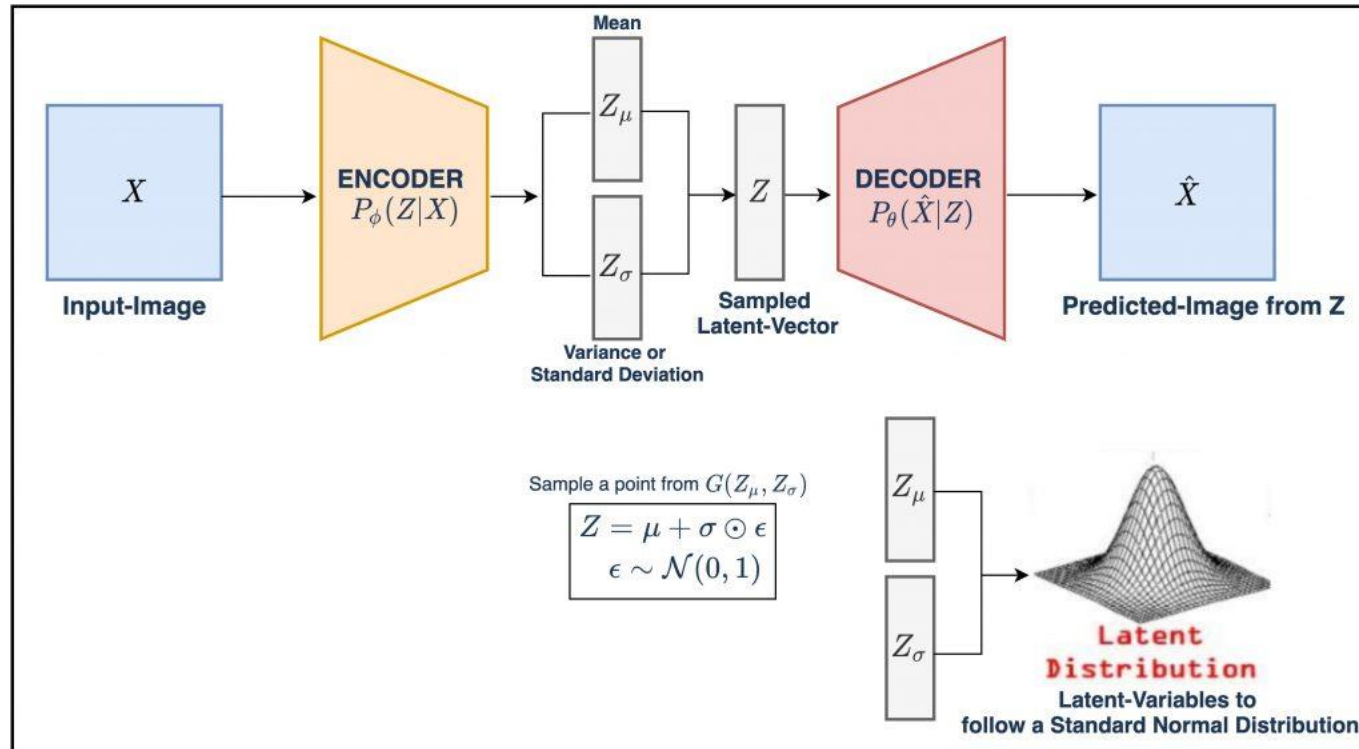 Mean
Z_μ
X
ENCODER
P_ϕ(Z|X)
Z
DECODER
P_θ(X̂|Z)
X̂
Z_σ
Input-Image
Sampled
Latent-Vector
Predicted-Image from Z
Variance or
Standard Deviation
Sample a point from G(Z_μ, Z_σ)
Z = μ + σ ⊙ ϵ
ϵ ∼ 𝒩(0, 1)
Z_μ
Z_σ
Latent
Distribution
Latent-Variables to
follow a Standard Normal Distribution